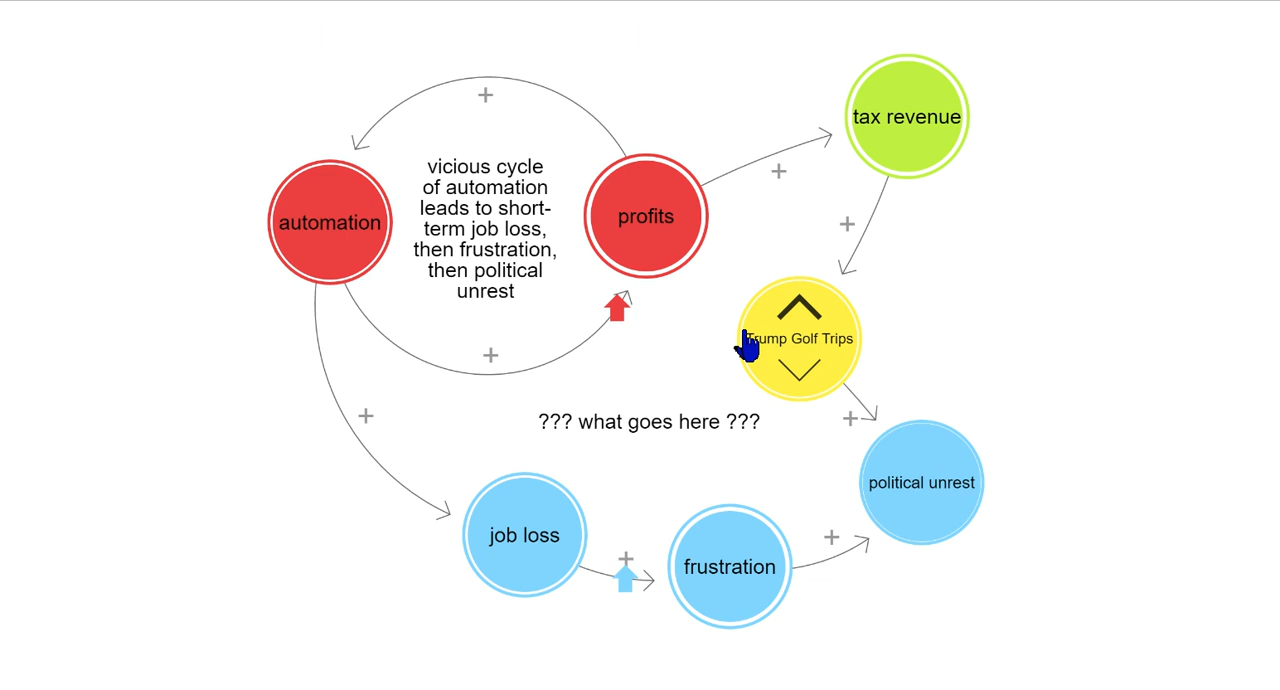 +
tax revenue
vicious cycle
of automation
leads to short-
term job loss,
then frustration,
then political
unrest
+
automation
profits
+
+
Trump Golf Trips
+
+
??? what goes here ???
+
political unrest
job loss
+
frustration
+